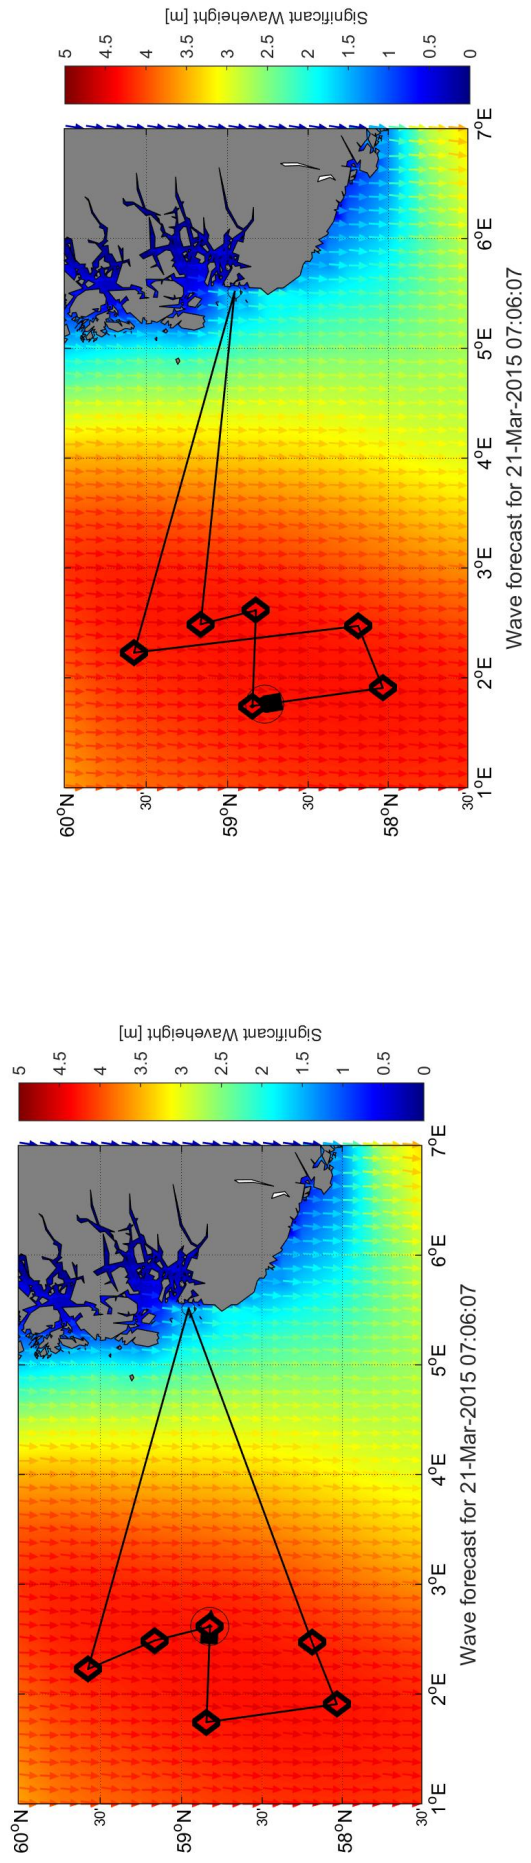 60°N
30'
59°N
30'
58°N
30'
1°E
2°E
3°E
4°E
5°E
6°E
7°E
Wave forecast for 21-Mar-2015 07:06:07
5
4.5
4
3.5
3
2.5
2
1.5
1
0.5
0
Significant Waveheight [m]
60°N
30'
59°N
30'
58°N
30'
1°E
2°E
3°E
4°E
5°E
6°E
7°E
Wave forecast for 21-Mar-2015 07:06:07
5
4.5
4
3.5
3
2.5
2
1.5
1
0.5
0
Significant Waveheight [m]